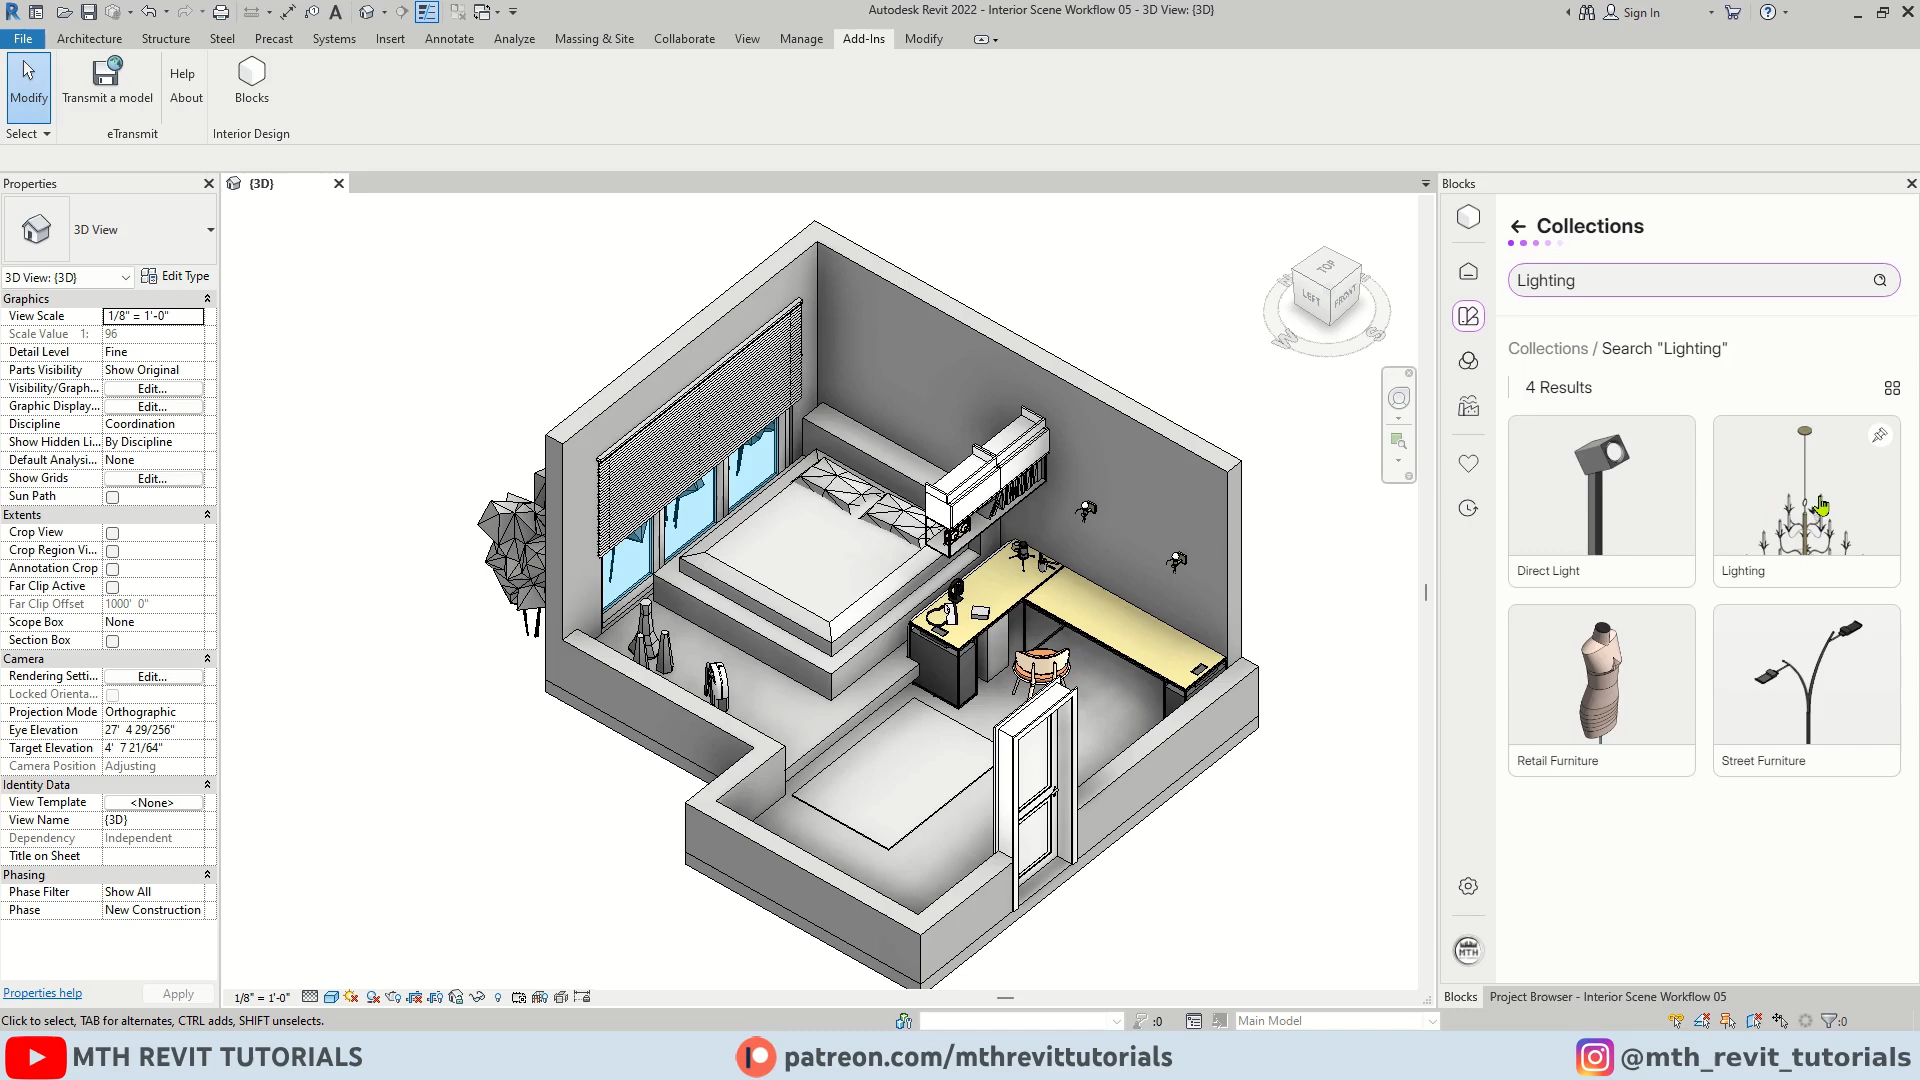 Autodesk Revit 2022 - Interior Scene Workflow 05 - 3D View: {3D}
Sign In
File Architecture Structure Steel Precast Systems Insert Annotate Analyze Massing & Site Collaborate View Manage Add-Ins Modify
Modify
Transmit a model
Help
About
Blocks
Select
eTransmit
Interior Design
Properties
3D View
3D View: {3D}
Edit Type
Graphics
View Scale 1/8" = 1'-0"
Scale Value 1: 96
Detail Level Fine
Parts Visibility Show Original
Visibility/Graph... Edit...
Graphic Display... Edit...
Discipline Coordination
Show Hidden Li... By Discipline
Default Analysi... None
Show Grids Edit...
Sun Path
Extents
Crop View
Crop Region Vi...
Annotation Crop
Far Clip Active
Far Clip Offset 1000' 0"
Scope Box None
Section Box
Camera
Rendering Setti... Edit...
Locked Orienta...
Projection Mode Orthographic
Eye Elevation 27' 4 29/256"
Target Elevation 4' 7 21/64"
Camera Position Adjusting
Identity Data
View Template <None>
View Name {3D}
Dependency Independent
Title on Sheet
Phasing
Phase Filter Show All
Phase New Construction
Properties help
Apply
{3D}
TOP
LEFT
FRONT
W
S
1/8" = 1'-0"
Blocks
Collections
Lighting
Collections / Search "Lighting"
4 Results
Direct Light
Lighting
Retail Furniture
Street Furniture
MTH
Blocks
Project Browser - Interior Scene Workflow 05
Click to select, TAB for alternates, CTRL adds, SHIFT unselects.
:0
Main Model
:0
MTH REVIT TUTORIALS
patreon.com/mthrevittutorials
@mth_revit_tutorials